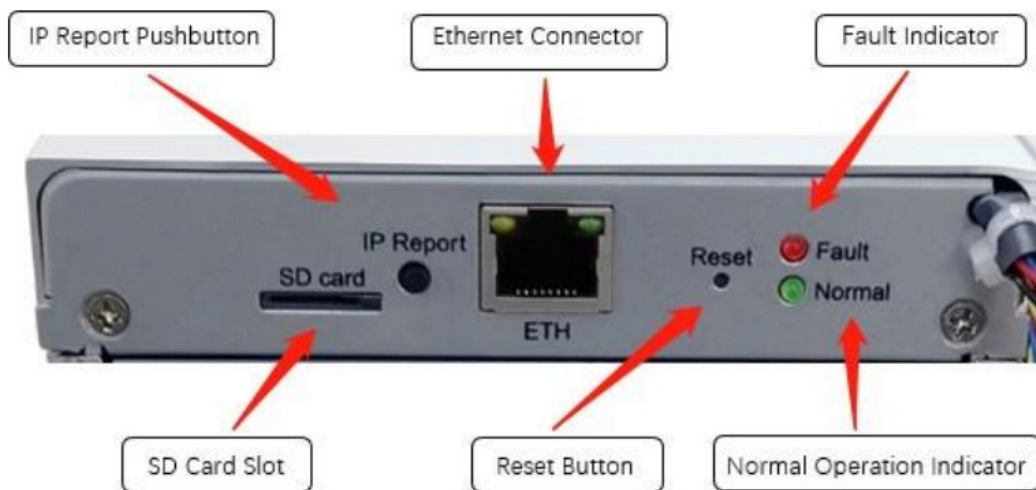 IP Report Pushbutton
Ethernet Connector
Fault Indicator
IP Report
SD card
ETH
Reset
Fault
Normal
SD Card Slot
Reset Button
Normal Operation Indicator